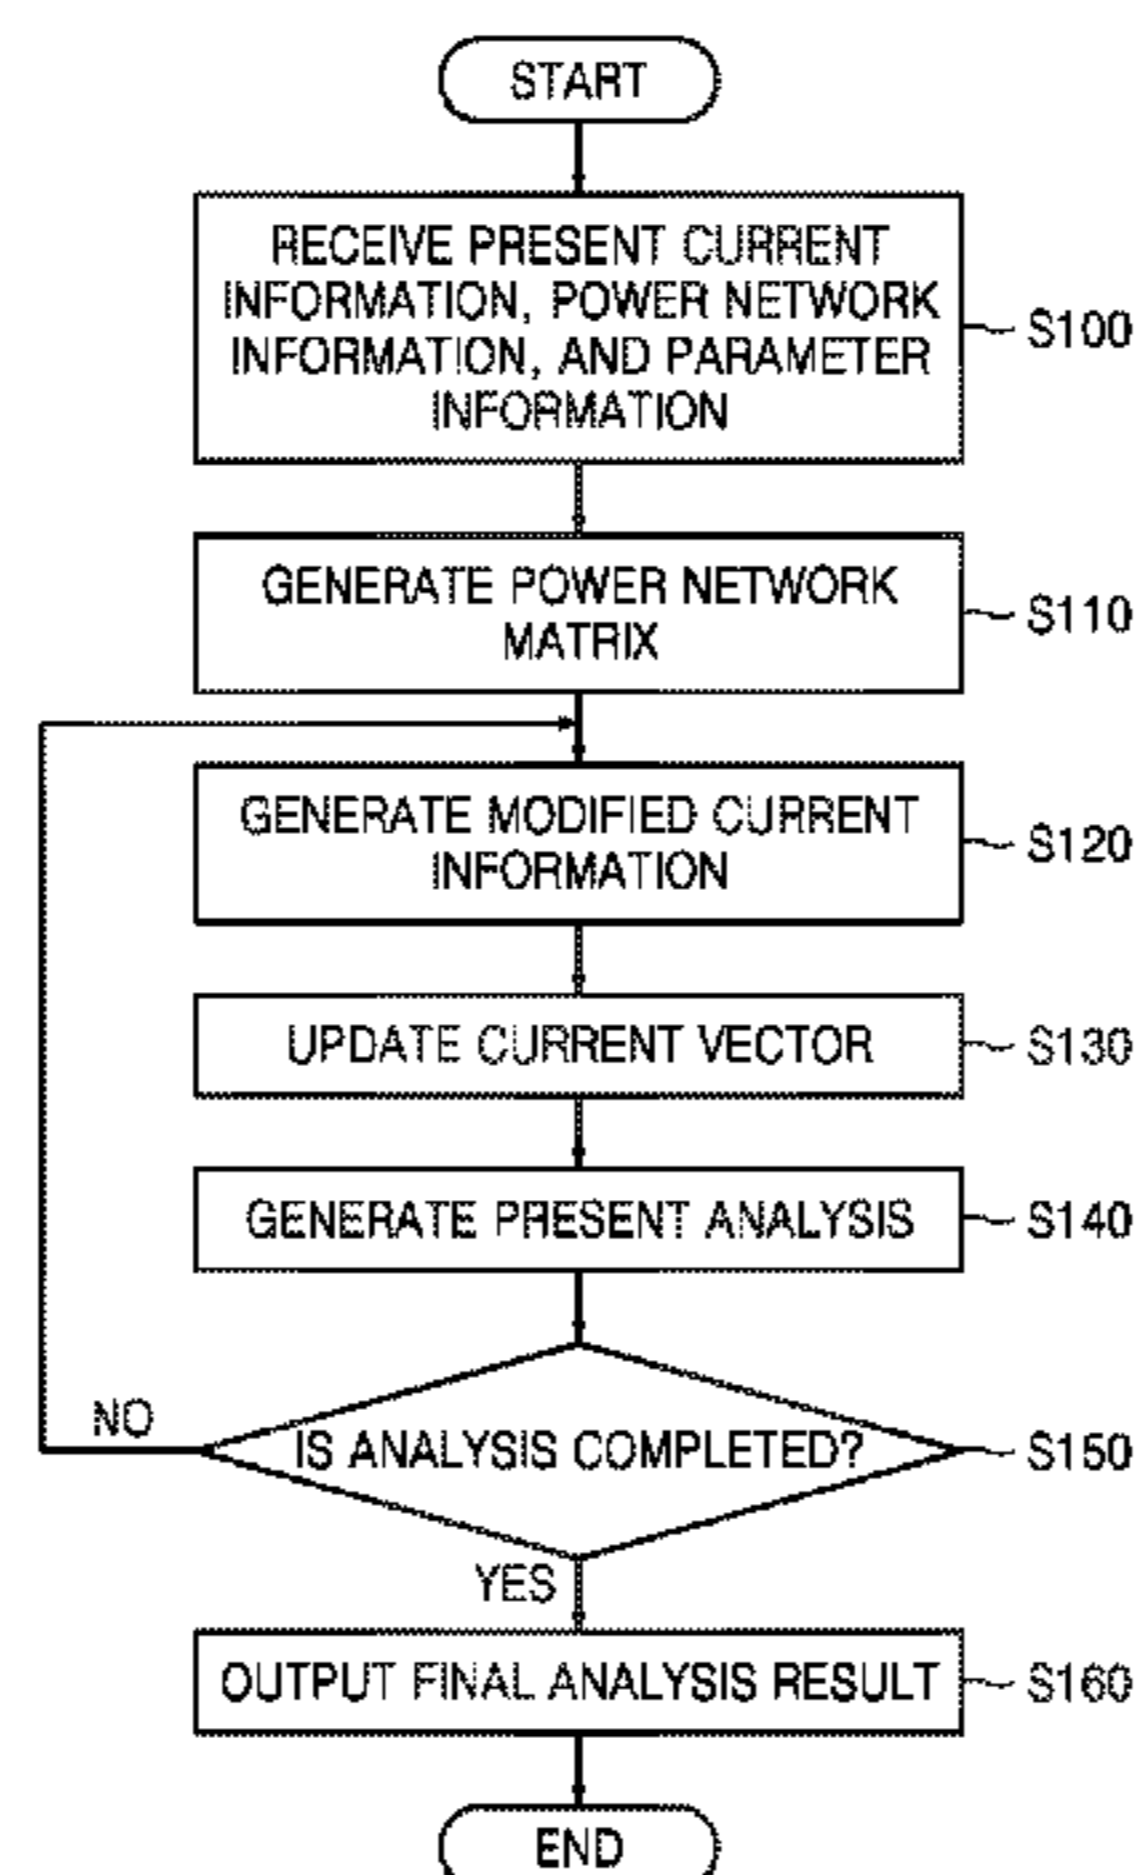 START
RECEIVE PRESENT CURRENT
INFORMATION, POWER NETWORK
INFORMATION, AND PARAMETER
INFORMATION
S100
GENERATE POWER NETWORK
MATRIX
S110
GENERATE MODIFIED CURRENT
INFORMATION
S120
UPDATE CURRENT VECTOR
S130
GENERATE PRESENT ANALYSIS
S140
NO
IS ANALYSIS COMPLETED?
S150
YES
OUTPUT FINAL ANALYSIS RESULT
S160
END